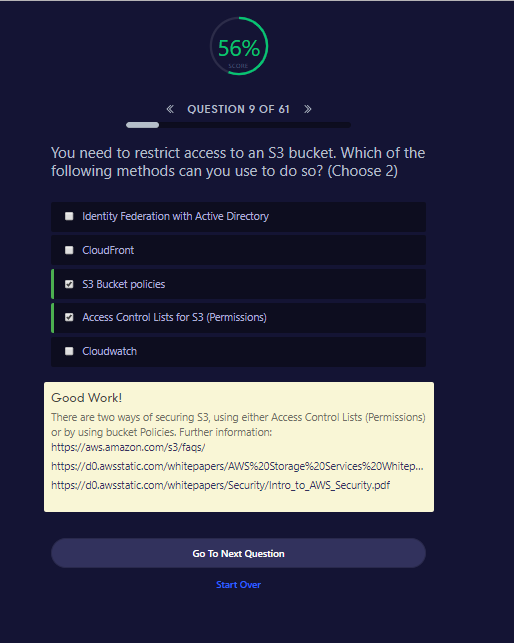 56%
SCORE
« QUESTION 9 OF 61 »
You need to restrict access to an S3 bucket. Which of the
following methods can you use to do so? (Choose 2)
Identity Federation with Active Directory
CloudFront
S3 Bucket policies
Access Control Lists for S3 (Permissions)
Cloudwatch
Good Work!
There are two ways of securing S3, using either Access Control Lists (Permissions)
or by using bucket Policies. Further information:
https://aws.amazon.com/s3/faqs/
https://d0.awsstatic.com/whitepapers/AWS%20Storage%20Services%20Whitep...
https://d0.awsstatic.com/whitepapers/Security/Intro_to_AWS_Security.pdf
Go To Next Question
Start Over